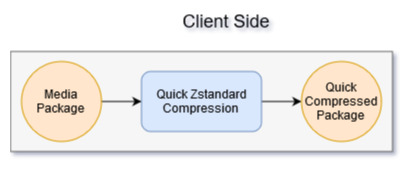 Client Side
Media
Package
Quick Zstandard
Compression
Quick
Compressed
Package